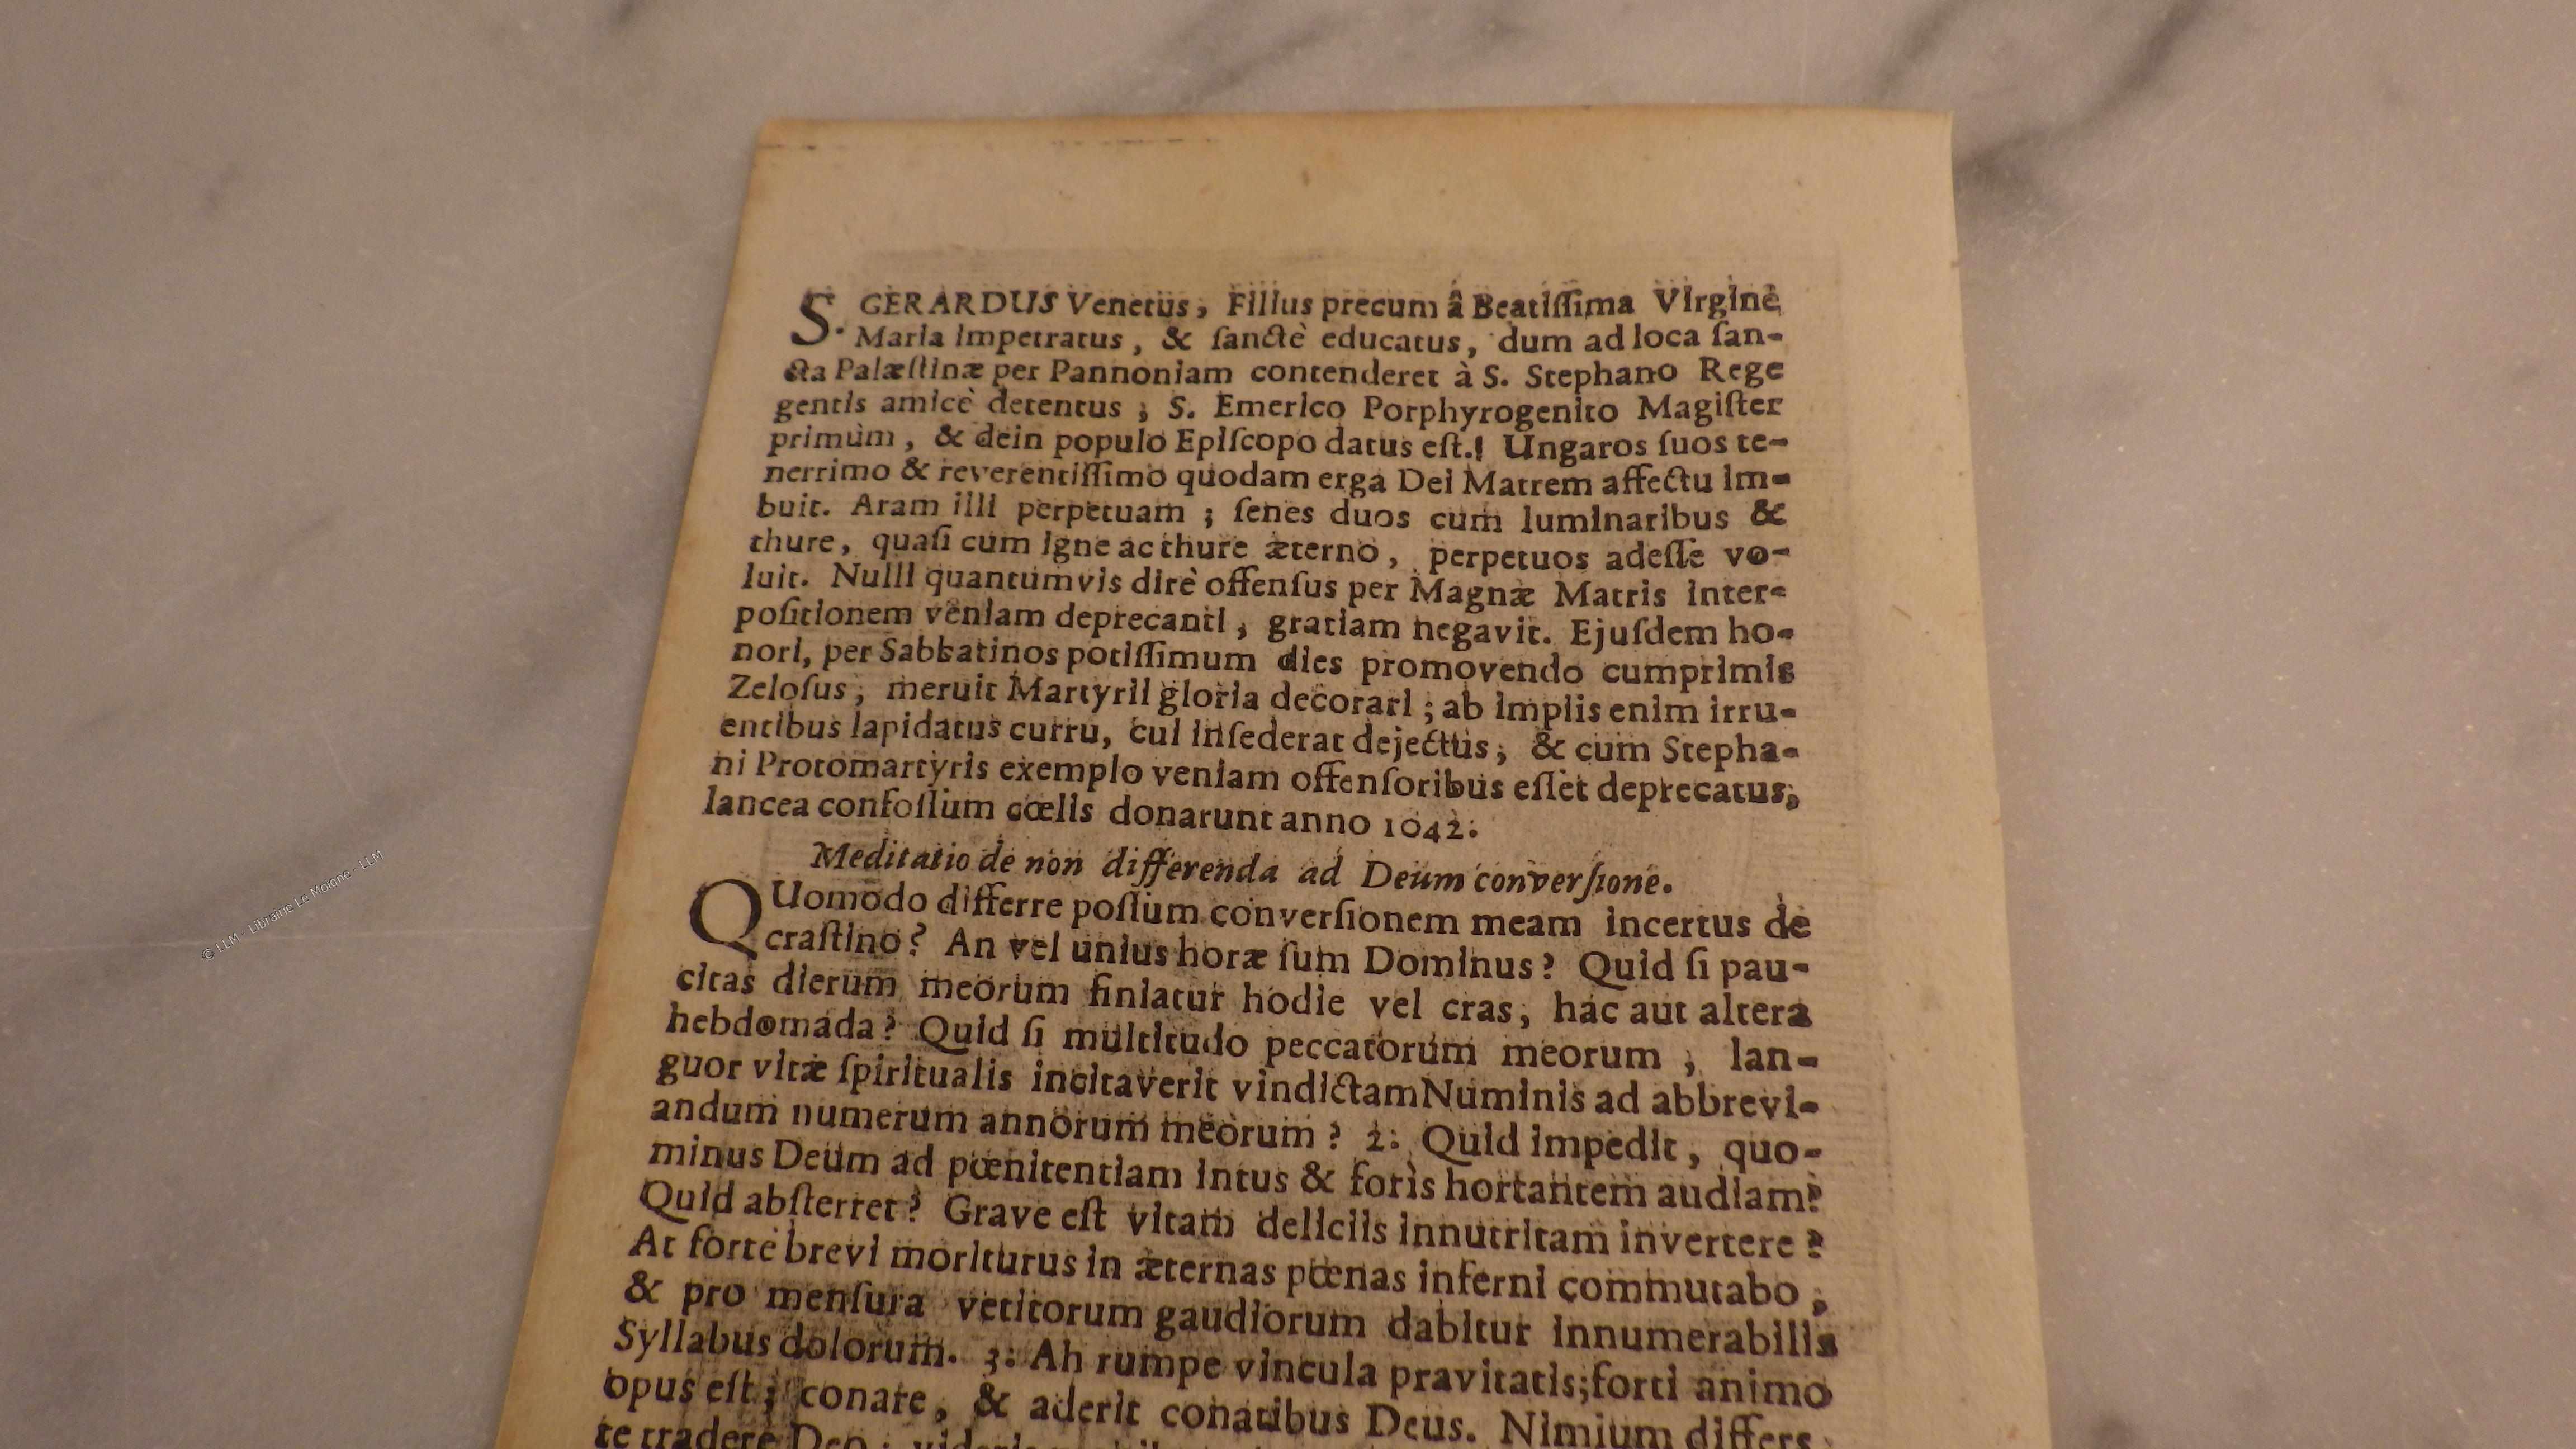 S. GERARDUS Venetus, Filius precum â Beatiſſima Virginè
Maria impetratus, & ſanctè educatus, dum ad loca ſan-
cta Palæſtinæ per Pannoniam contenderet à S. Stephano Rege
gentis amicè detentus ; S. Emerico Porphyrogenito Magiſter
primùm, & dein populo Epiſcopo datus eſt.! Ungaros ſuos te-
nerrimo & reverentiſſimo quodam erga Dei Matrem affectu im-
buit. Aram illi perpetuam ; ſenes duos cum luminaribus &
thure, quaſi cum igne ac thure æterno, perpetuos adeſſe vo-
luit. Nulli quantumvis dirè offenſus per Magnæ Matris inter-
poſitionem veniam deprecanti, gratiam negavit. Ejuſdem ho-
nori, per Sabbatinos potiſſimum dies promovendo cumprimis
Zeloſus, meruit Martyrii gloria decorari ; ab impiis enim irru-
entibus lapidatus curru, cui inſederat dejectus, & cum Stepha-
ni Protomartyris exemplo veniam offenſoribus eſſet deprecatus,
lancea confoſſum cœlis donarunt anno 1042.
Meditatio de non differenda ad Deum converſione.
QUomodo differre poſſum converſionem meam incertus de
craſtino? An vel unius horæ ſum Dominus? Quid ſi pau-
citas dierum meorum finiatur hodie vel cras, hac aut altera
hebdomada? Quid ſi multitudo peccatorum meorum, lan-
guor vitæ ſpiritualis incitaverit vindictam Numinis ad abbrevi-
andum numerum annorum meorum? 2. Quid impedit, quo-
minus Deum ad pœnitentiam intus & foris hortantem audiam?
Quid abſterret? Grave eſt vitam deliciis innutritam invertere?
At forte brevi moriturus in æternas pœnas inferni commutabo,
& pro menſura vetitorum gaudiorum dabitur innumerabilis
Syllabus dolorum. 3. Ah rumpe vincula pravitatis; forti animo
opus eſt; conare, & aderit conatibus Deus. Nimium differs
te tradere Deo
© LLM - Librairie Le Moigne - LLM